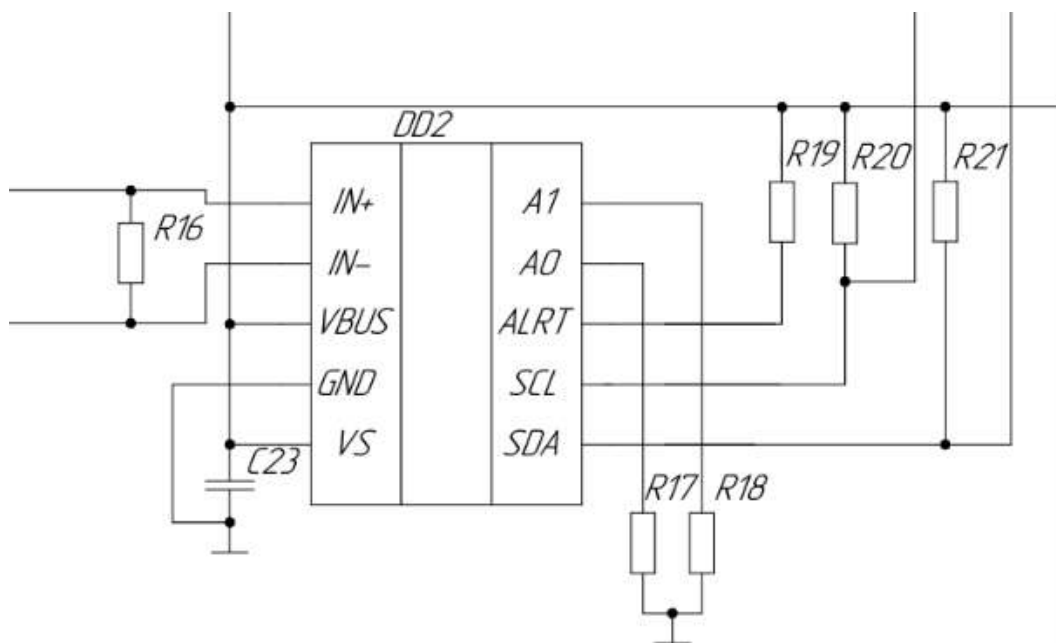 DD2
R19 R20 R21
IN+ A1
R16
IN- A0
VBUS ALRT
GND SCL
C23 VS SDA
R17 R18